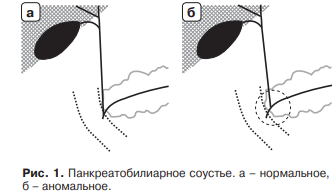 а
б
Рис. 1. Панкреатобилиарное соустье. а – нормальное,
б – аномальное.